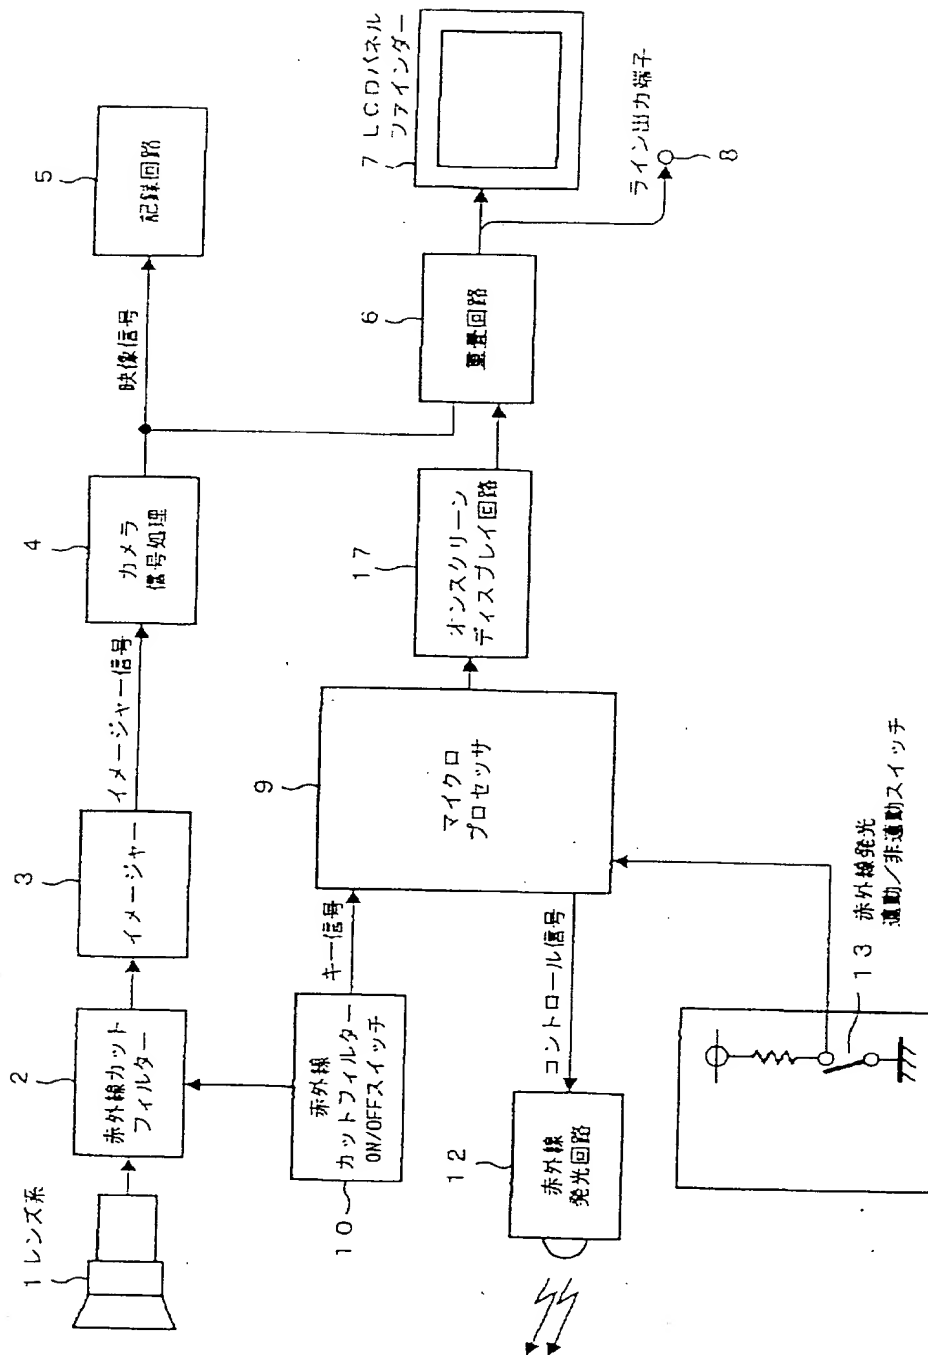 1 レンズ系
2
赤外線カット
フィルター
3
イメージャー
イメージャー信号
4
カメラ
信号処理
映像信号
5
記録回路
10
赤外線
カットフィルター
ON/OFFスイッチ
キー信号
9
マイクロ
プロセッサ
17
オンスクリーン
ディスプレイ回路
6
重畳回路
7 LCDパネル
ファインダー
ライン出力端子
8
12
赤外線
発光回路
コントロール信号
13 赤外線発光
連動/非連動スイッチ